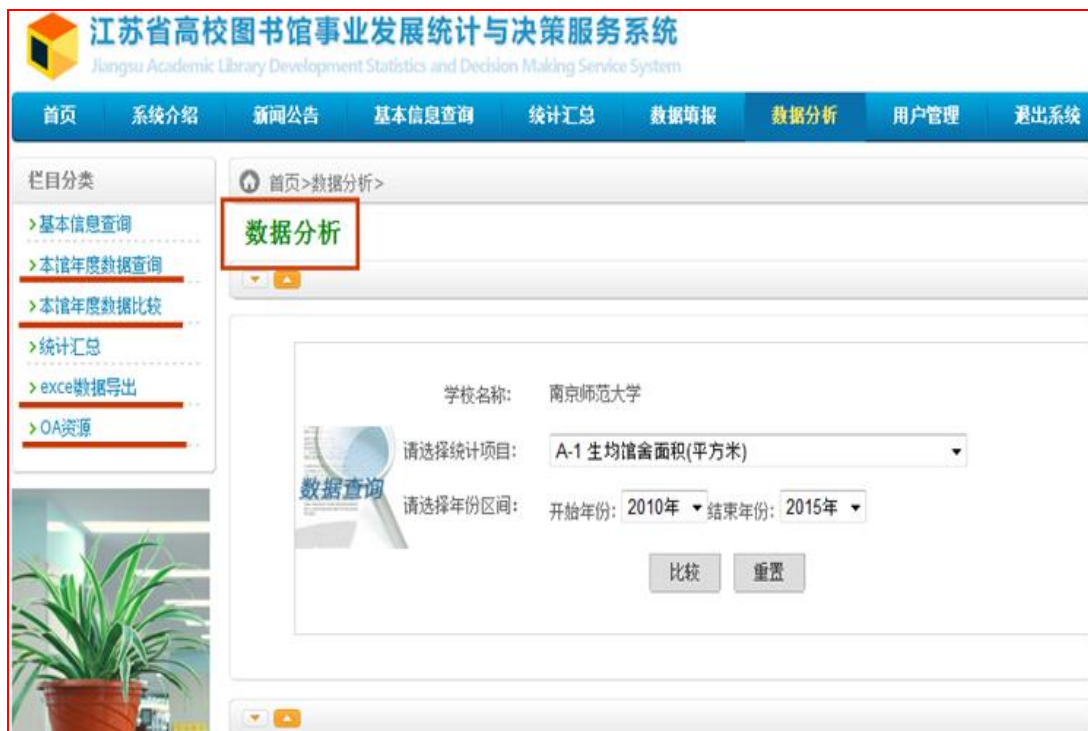 江苏省高校图书馆事业发展统计与决策服务系统
Jiangsu Academic Library Development Statistics and Decision Making Service System
首页 系统介绍 新闻公告 基本信息查询 统计汇总 数据填报 数据分析 用户管理 退出系统
栏目分类
>基本信息查询
>本馆年度数据查询
>本馆年度数据比较
>统计汇总
>exce数据导出
>OA资源
首页>数据分析>
数据分析
学校名称: 南京师范大学
请选择统计项目: A-1 生均馆舍面积(平方米)
数据查询
请选择年份区间: 开始年份: 2010年 结束年份: 2015年
比较 重置